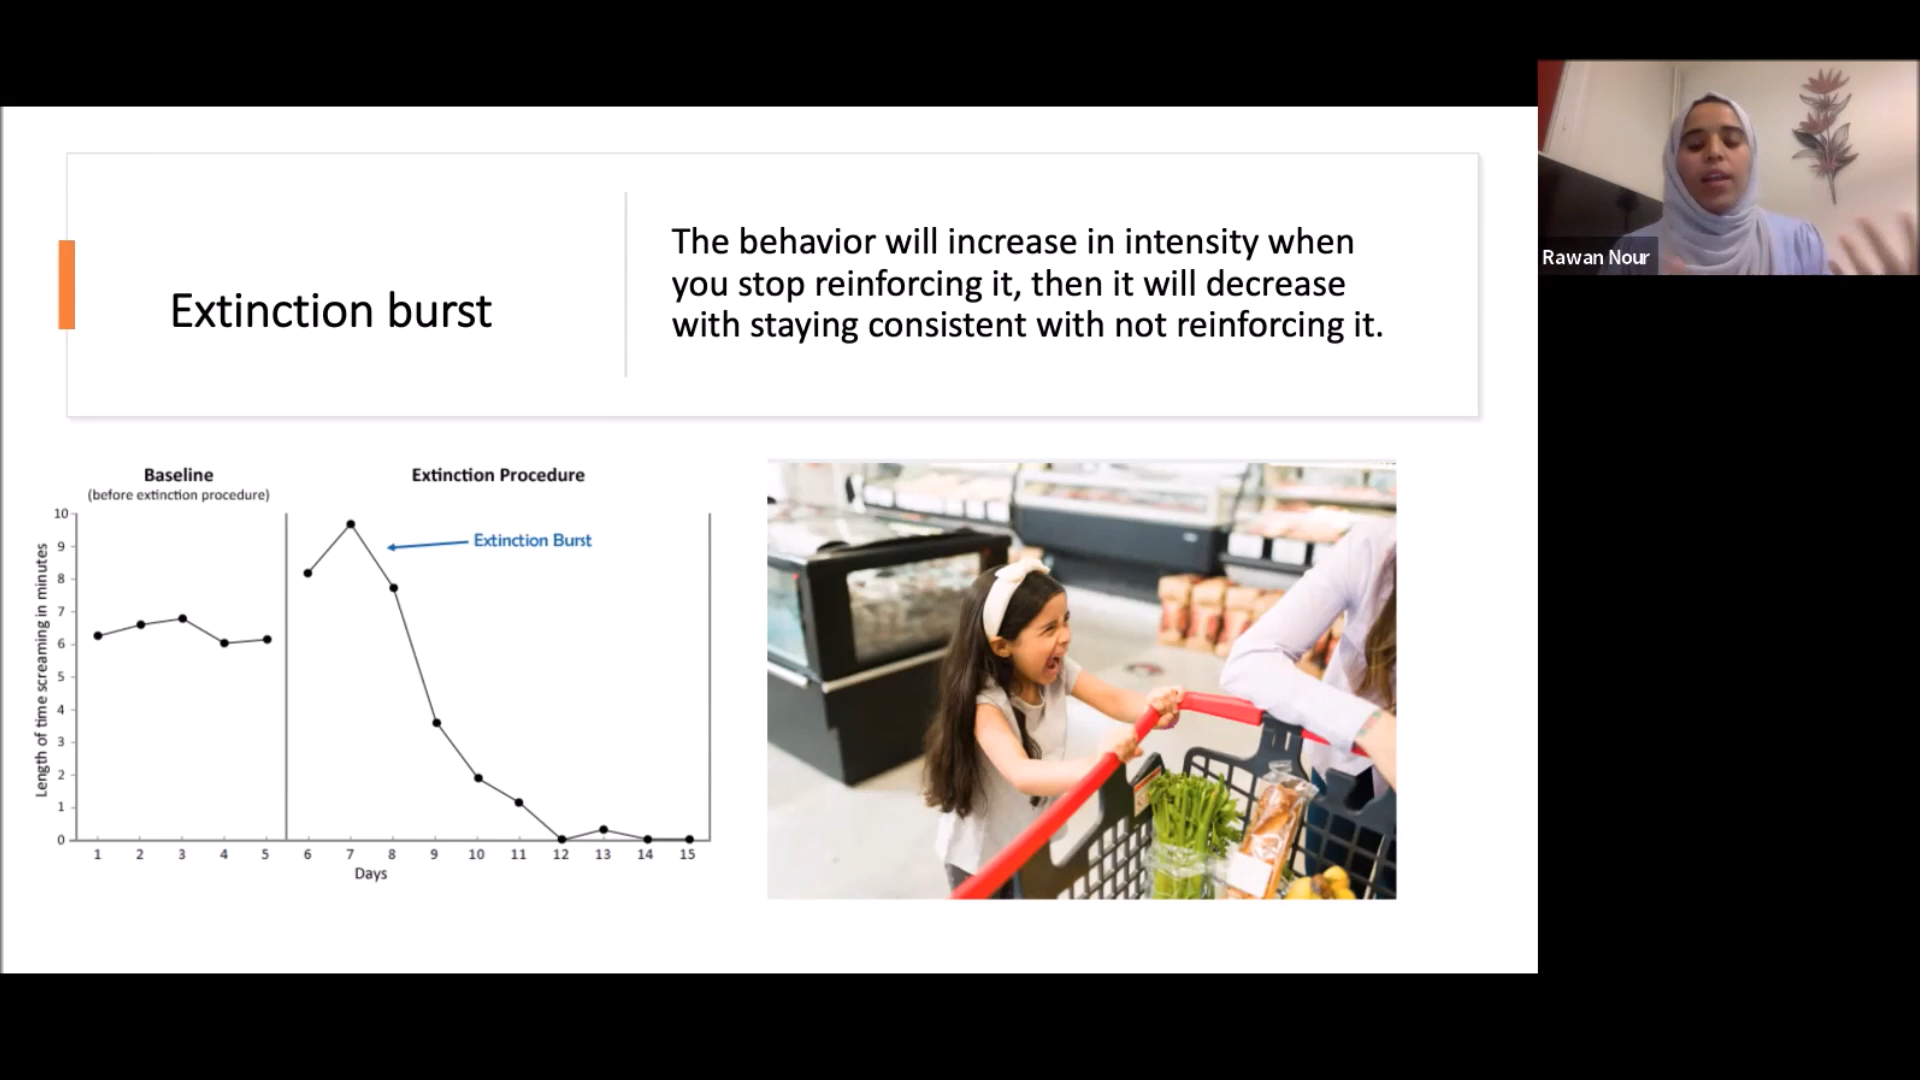 Extinction burst
The behavior will increase in intensity when
you stop reinforcing it, then it will decrease
with staying consistent with not reinforcing it.
Rawan Nour
Baseline
(before extinction procedure)
Extinction Procedure
Extinction Burst
Length of time screaming in minutes
10
9
8
7
6
5
4
3
2
1
0
1 2 3 4 5 6 7 8 9 10 11 12 13 14 15
Days